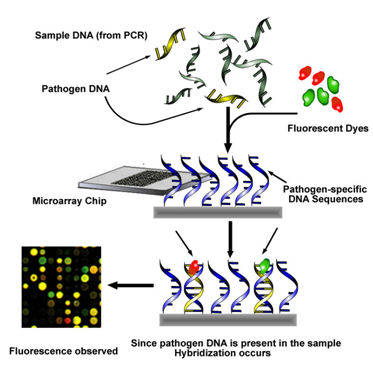 Sample DNA (from PCR)
Pathogen DNA
Fluorescent Dyes
Microarray Chip
Pathogen-specific
DNA Sequences
Fluorescence observed
Since pathogen DNA is present in the sample
Hybridization occurs